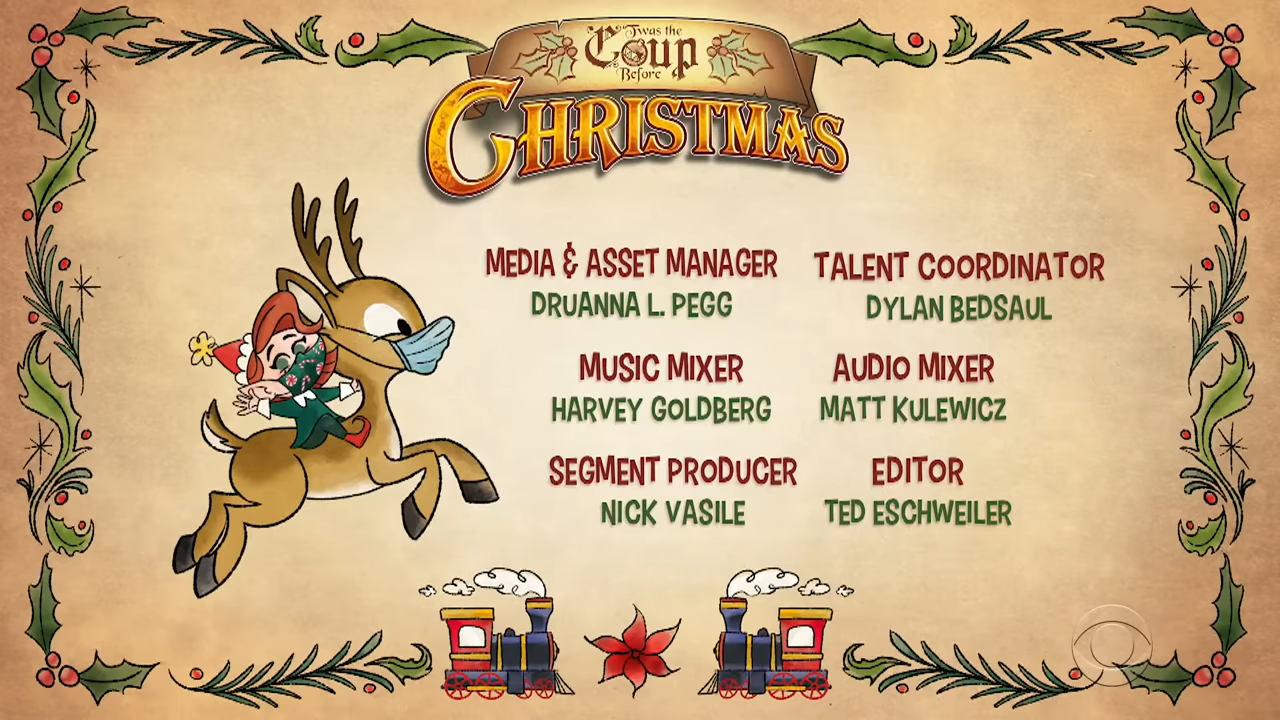 'Twas the
Coup
Before
CHRISTMAS
MEDIA & ASSET MANAGER
DRUANNA L. PEGG
TALENT COORDINATOR
DYLAN BEDSAUL
MUSIC MIXER
HARVEY GOLDBERG
AUDIO MIXER
MATT KULEWICZ
SEGMENT PRODUCER
NICK VASILE
EDITOR
TED ESCHWEILER